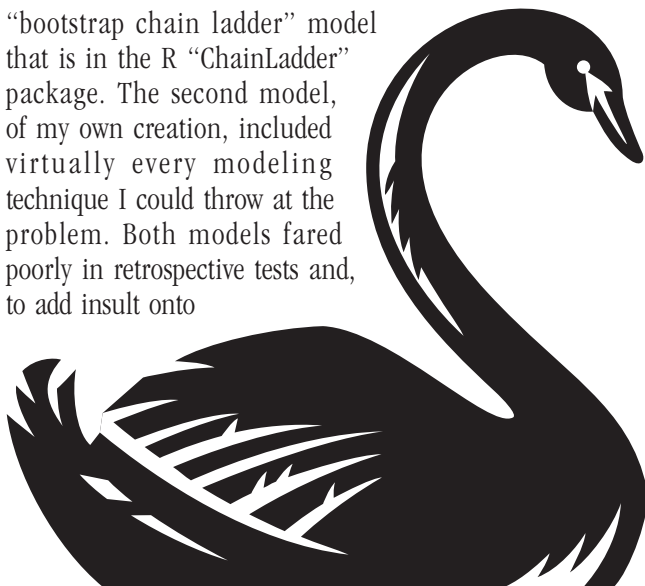 “bootstrap chain ladder” model
that is in the R “ChainLadder”
package. The second model,
of my own creation, included
virtually every modeling
technique I could throw at the
problem. Both models fared
poorly in retrospective tests and,
to add insult onto